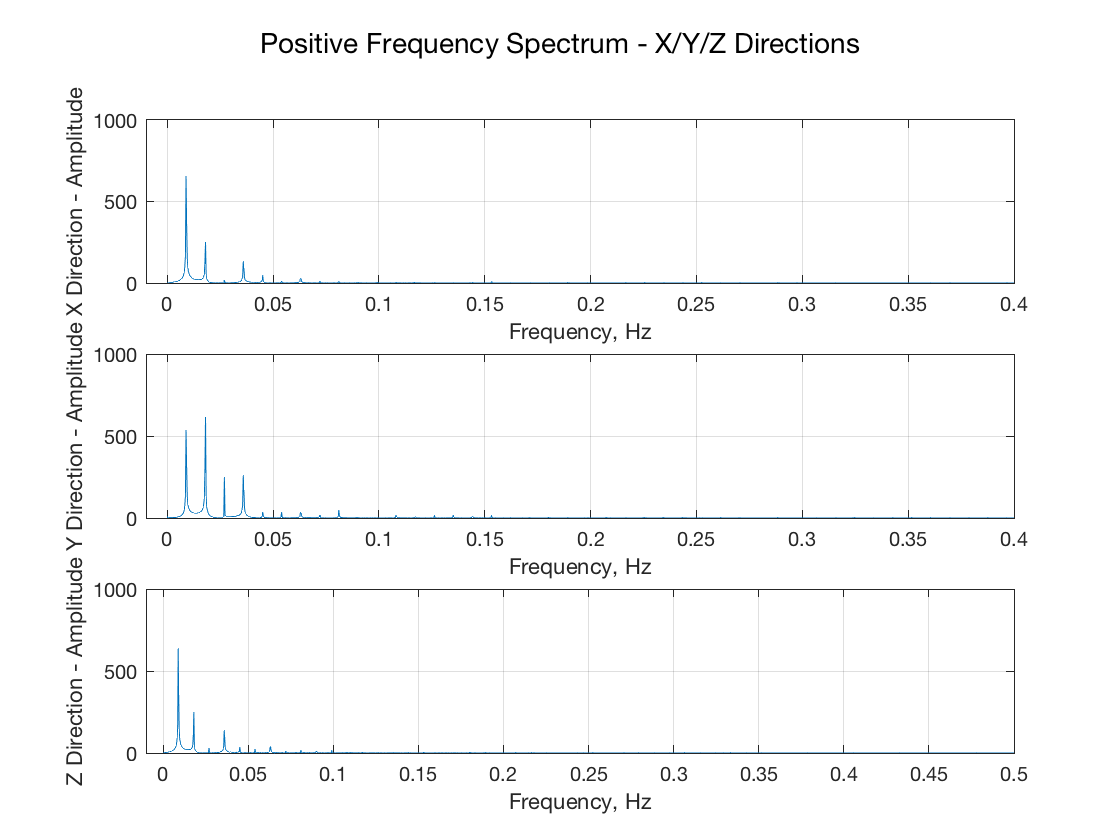 Positive Frequency Spectrum - X/Y/Z Directions
X Direction - Amplitude
1000
500
0
0 0.05 0.1 0.15 0.2 0.25 0.3 0.35 0.4
Frequency, Hz
Y Direction - Amplitude
1000
500
0
0 0.05 0.1 0.15 0.2 0.25 0.3 0.35 0.4
Frequency, Hz
Z Direction - Amplitude
1000
500
0
0 0.05 0.1 0.15 0.2 0.25 0.3 0.35 0.4 0.45 0.5
Frequency, Hz